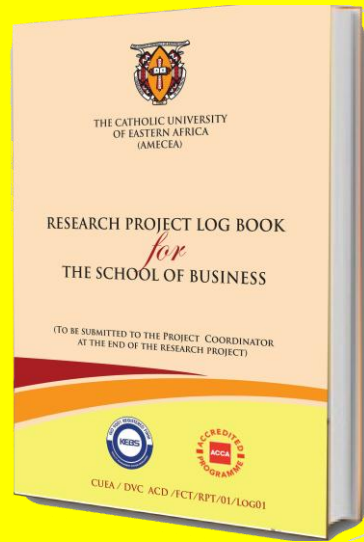 THE CATHOLIC UNIVERSITY
OF EASTERN AFRICA
(AMECEA)
RESEARCH PROJECT LOG BOOK
for
THE SCHOOL OF BUSINESS
(TO BE SUBMITTED TO THE PROJECT COORDINATOR
AT THE END OF THE RESEARCH PROJECT)
KEBS
ACCREDITED
ACCA
PROGRAMME
CUEA / DVC ACD /FCT/RPT/01/LOG01